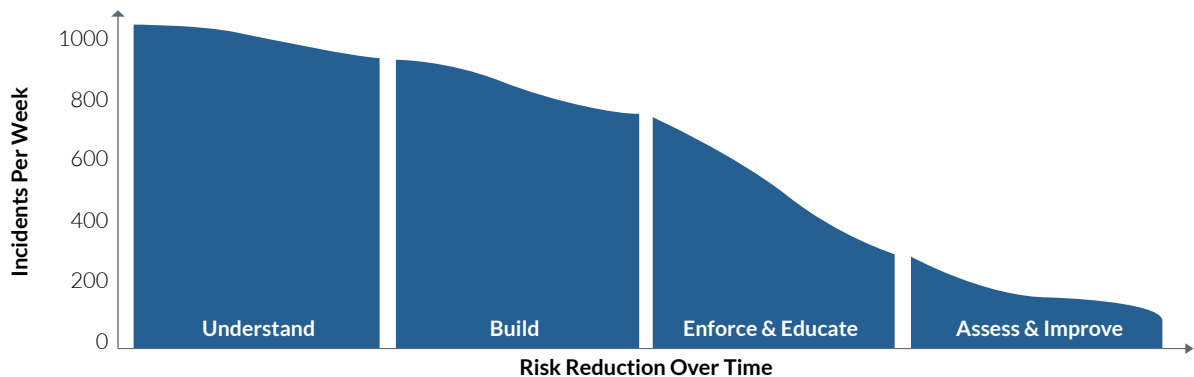 Incidents Per Week
1000
800
600
400
200
0
Understand
Build
Enforce & Educate
Assess & Improve
Risk Reduction Over Time